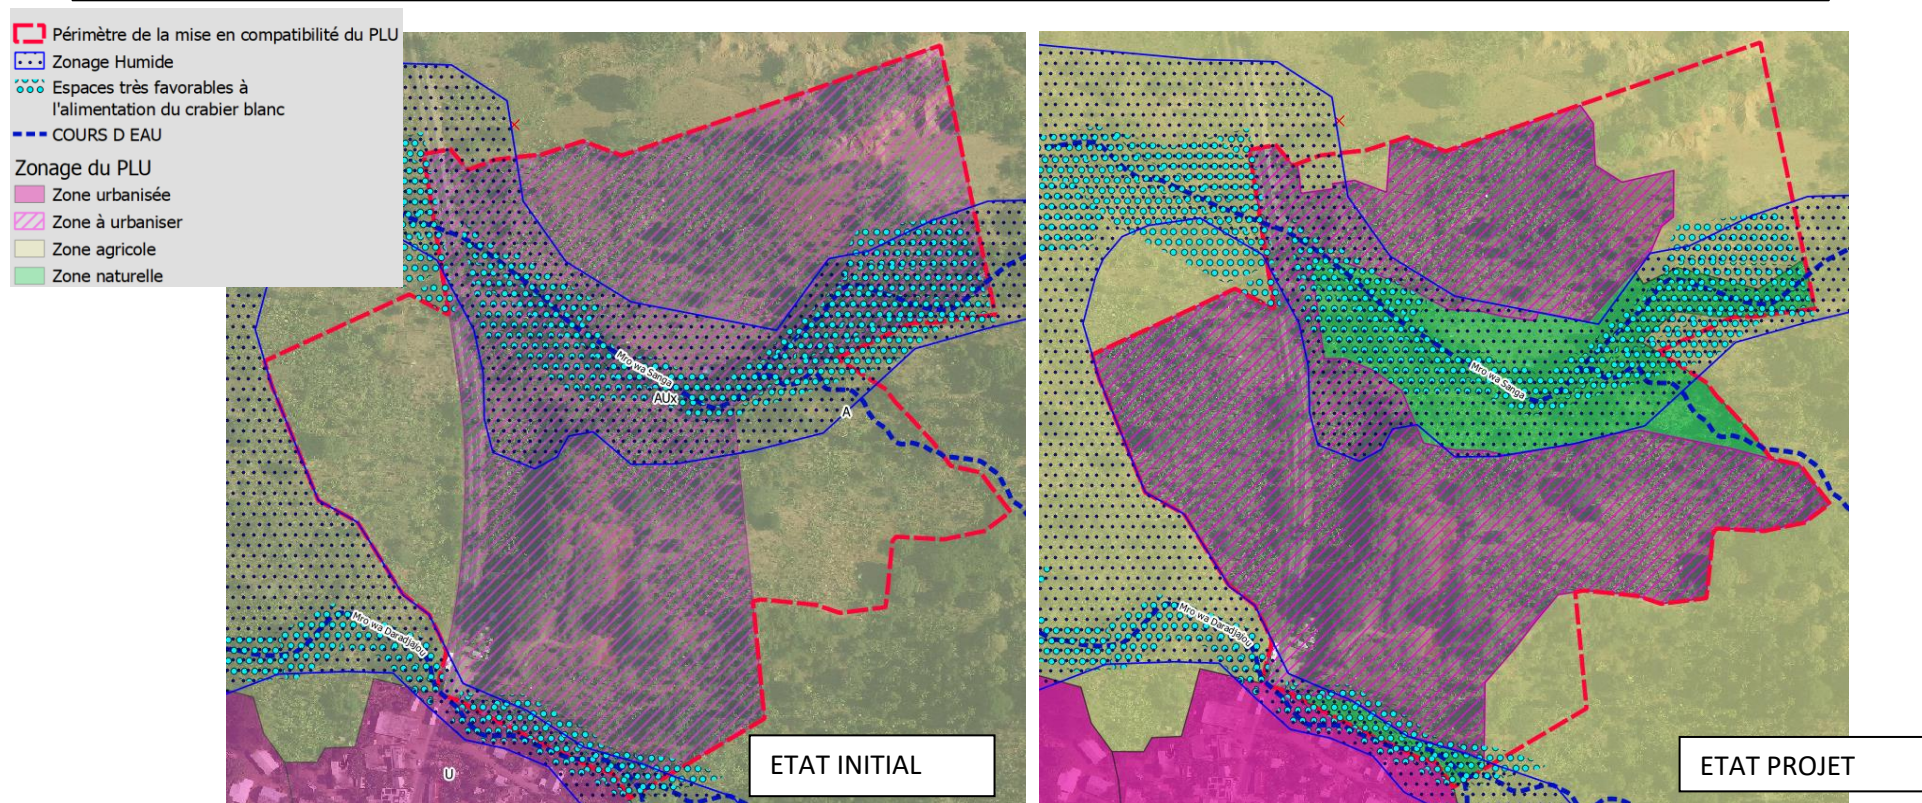 Périmètre de la mise en compatibilité du PLU
Zonage Humide
Espaces très favorables à
l'alimentation du crabier blanc
COURS D EAU
Zonage du PLU
Zone urbanisée
Zone à urbaniser
Zone agricole
Zone naturelle
Mro wa Sanga
AUx
A
Mro wa Daradjalou
U
ETAT INITIAL
Mro wa Sanga
Mro wa Daradjalou
ETAT PROJET